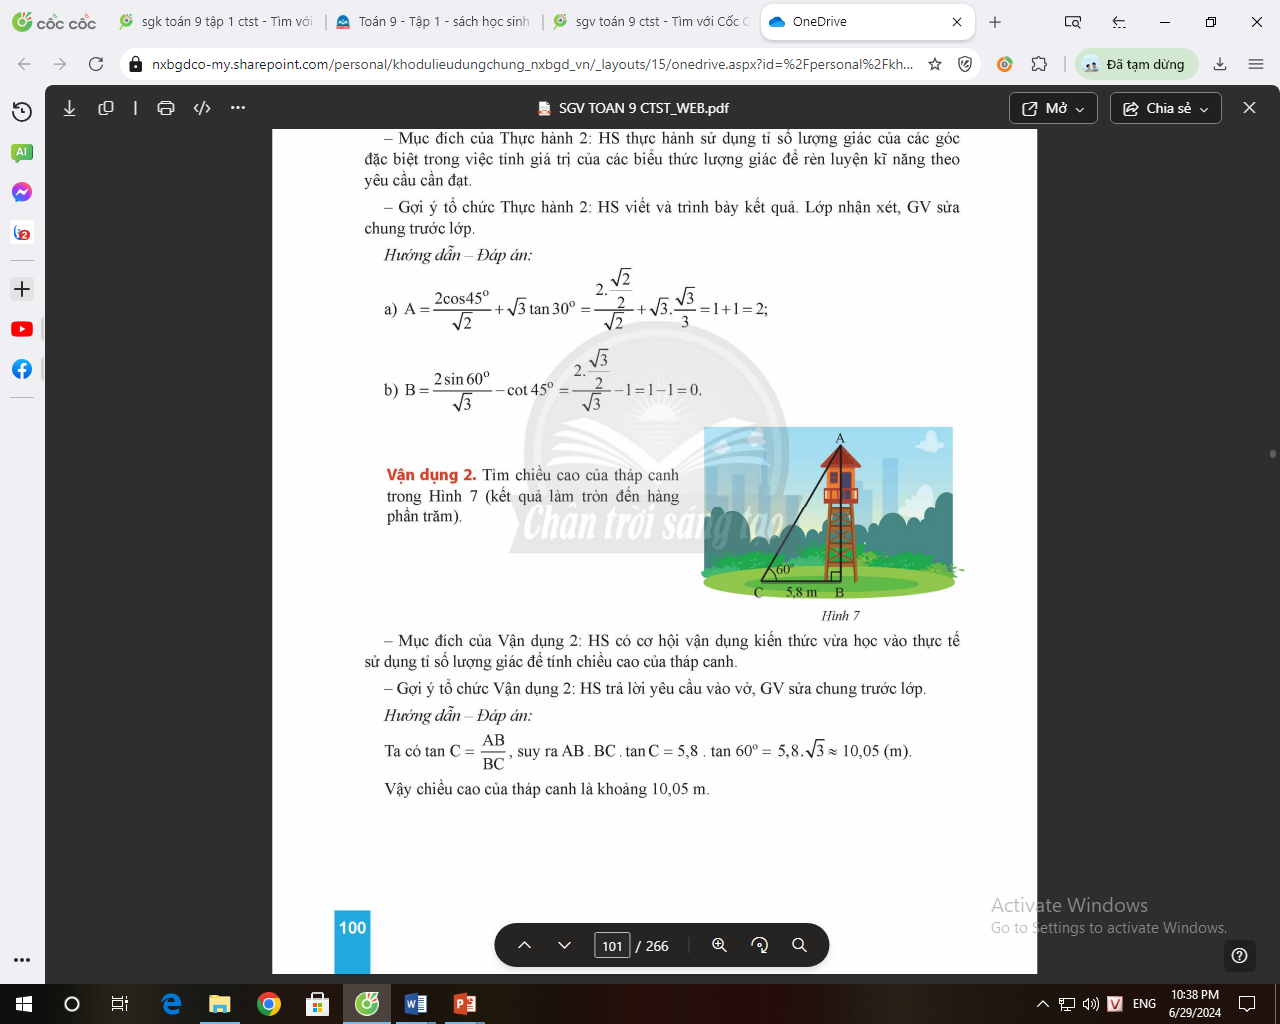 cốc cốc
sgk toán 9 tập 1 ctst - Tìm với
Toán 9 - Tập 1 - sách học sinh
sgv toán 9 ctst - Tìm với Cốc C
OneDrive
nxbgdco-my.sharepoint.com/personal/khodulieudungchung_nxbgd_vn/_layouts/15/onedrive.aspx?id=%2Fpersonal%2Fkh...
Đã tạm dừng
SGV TOAN 9 CTST_WEB.pdf
Mở
Chia sẻ
AI
2
– Mục đích của Thực hành 2: HS thực hành sử dụng tỉ số lượng giác của các góc
đặc biệt trong việc tính giá trị của các biểu thức lượng giác để rèn luyện kĩ năng theo
yêu cầu cần đạt.
– Gợi ý tổ chức Thực hành 2: HS viết và trình bày kết quả. Lớp nhận xét, GV sửa
chung trước lớp.
Hướng dẫn – Đáp án:
a) A = 2cos45°/√2 + √3 tan 30° = (2.√2/2)/√2 + √3.√3/3 = 1+1 = 2;
b) B = 2sin 60°/√3 − cot 45° = (2.√3/2)/√3 − 1 = 1 − 1 = 0.
Vận dụng 2. Tìm chiều cao của tháp canh
trong Hình 7 (kết quả làm tròn đến hàng
phần trăm).
Chân trời sáng tạo
A
60°
C 5,8 m B
Hình 7
– Mục đích của Vận dụng 2: HS có cơ hội vận dụng kiến thức vừa học vào thực tế
sử dụng tỉ số lượng giác để tính chiều cao của tháp canh.
– Gợi ý tổ chức Vận dụng 2: HS trả lời yêu cầu vào vở, GV sửa chung trước lớp.
Hướng dẫn – Đáp án:
Ta có tan C = AB/BC, suy ra AB . BC . tan C = 5,8 . tan 60° = 5,8.√3 ≈ 10,05 (m).
Vậy chiều cao của tháp canh là khoảng 10,05 m.
100
101 / 266
Activate Windows
Go to Settings to activate Windows.
ENG
10:38 PM
6/29/2024